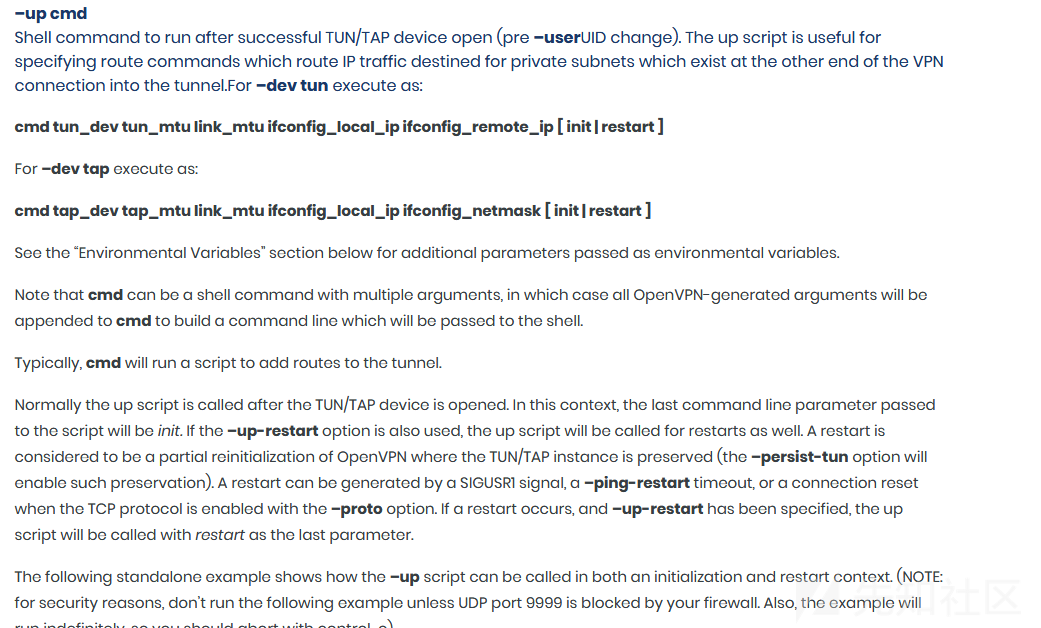 –up cmd
Shell command to run after successful TUN/TAP device open (pre –userUID change). The up script is useful for
specifying route commands which route IP traffic destined for private subnets which exist at the other end of the VPN
connection into the tunnel.For –dev tun execute as:
cmd tun_dev tun_mtu link_mtu ifconfig_local_ip ifconfig_remote_ip [ init | restart ]
For –dev tap execute as:
cmd tap_dev tap_mtu link_mtu ifconfig_local_ip ifconfig_netmask [ init | restart ]
See the “Environmental Variables” section below for additional parameters passed as environmental variables.
Note that cmd can be a shell command with multiple arguments, in which case all OpenVPN-generated arguments will be
appended to cmd to build a command line which will be passed to the shell.
Typically, cmd will run a script to add routes to the tunnel.
Normally the up script is called after the TUN/TAP device is opened. In this context, the last command line parameter passed
to the script will be init. If the –up-restart option is also used, the up script will be called for restarts as well. A restart is
considered to be a partial reinitialization of OpenVPN where the TUN/TAP instance is preserved (the –persist-tun option will
enable such preservation). A restart can be generated by a SIGUSR1 signal, a –ping-restart timeout, or a connection reset
when the TCP protocol is enabled with the –proto option. If a restart occurs, and –up-restart has been specified, the up
script will be called with restart as the last parameter.
The following standalone example shows how the –up script can be called in both an initialization and restart context. (NOTE:
for security reasons, don’t run the following example unless UDP port 9999 is blocked by your firewall. Also, the example will
run indefinitely, so you should abort with control-c)
先知社区